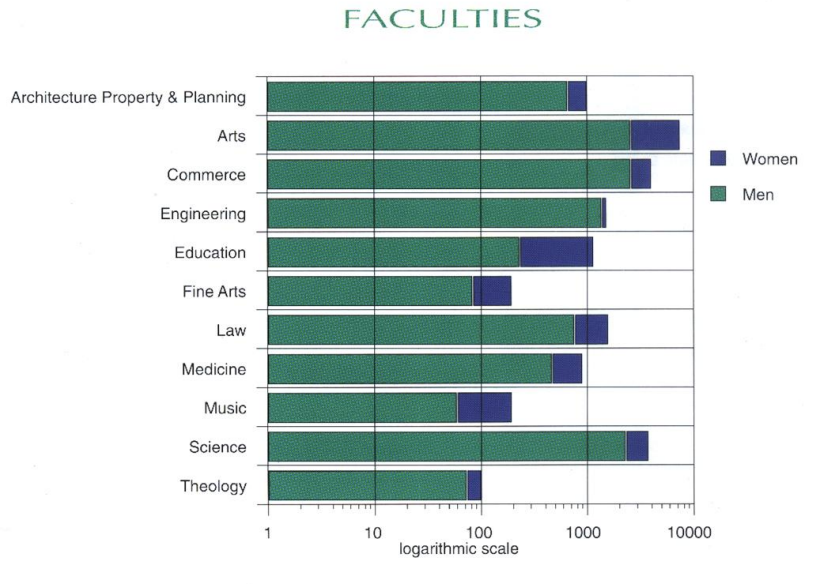 FACULTIES
Architecture Property & Planning
Arts
Commerce
Engineering
Education
Fine Arts
Law
Medicine
Music
Science
Theology
Women
Men
1 10 100 1000 10000
logarithmic scale